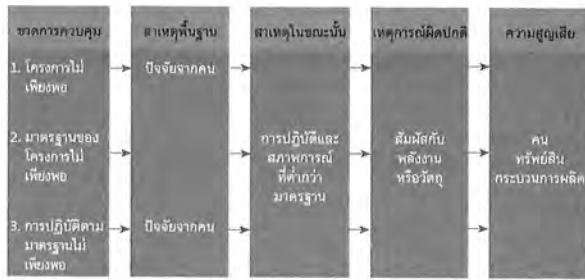 ขาดการควบคุม
1. โครงการไม่
เพียงพอ
2. มาตรฐานของ
โครงการไม่
เพียงพอ
3. การปฏิบัติตาม
มาตรฐานไม่
เพียงพอ
สาเหตุพื้นฐาน
ปัจจัยจากคน
ปัจจัยจากคน
สาเหตุในขณะนั้น
การปฏิบัติและ
สภาพการณ์
ที่ต่ำกว่า
มาตรฐาน
เหตุการณ์ผิดปกติ
สัมผัสกับ
พลังงาน
หรือวัตถุ
ความสูญเสีย
คน
ทรัพย์สิน
กระบวนการผลิต